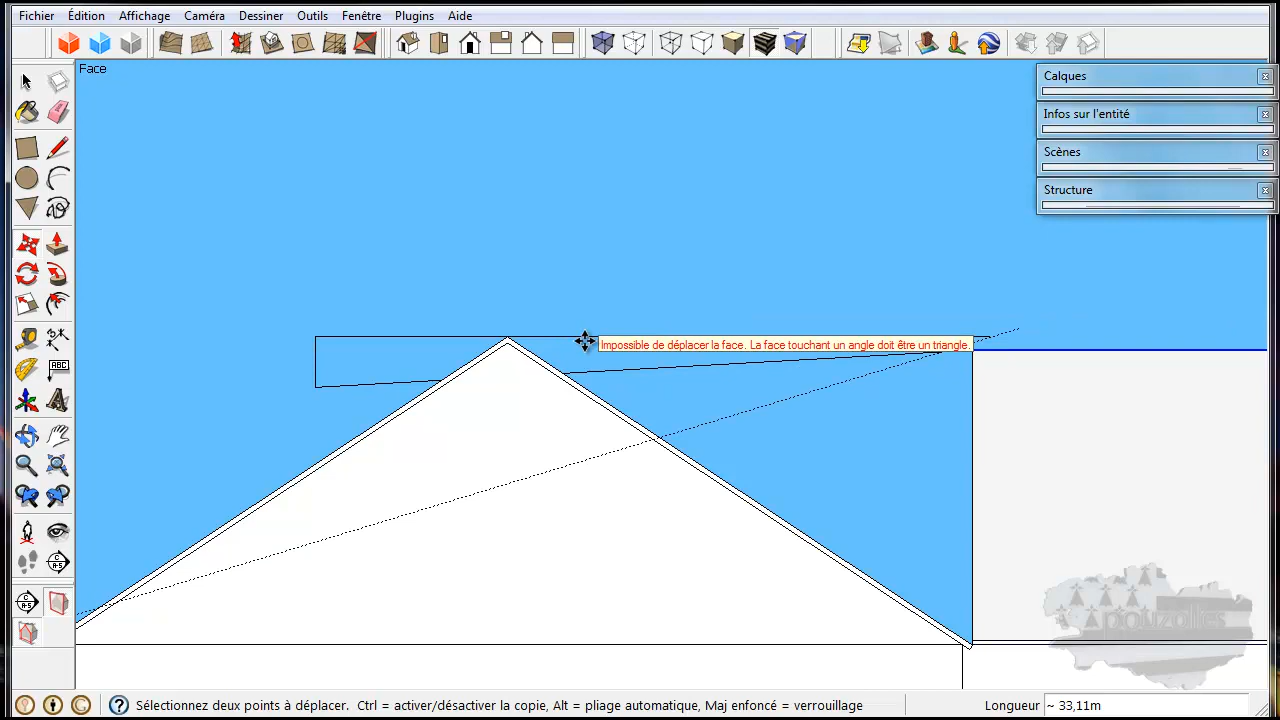 Fichier Édition Affichage Caméra Dessiner Outils Fenêtre Plugins Aide
Face
Calques
Infos sur l'entité
Scènes
Structure
ABC
Impossible de déplacer la face. La face touchant un angle doit être un triangle.
pouzolles
Sélectionnez deux points à déplacer. Ctrl = activer/désactiver la copie, Alt = pliage automatique, Maj enfoncé = verrouillage
Longueur ~ 33,11m